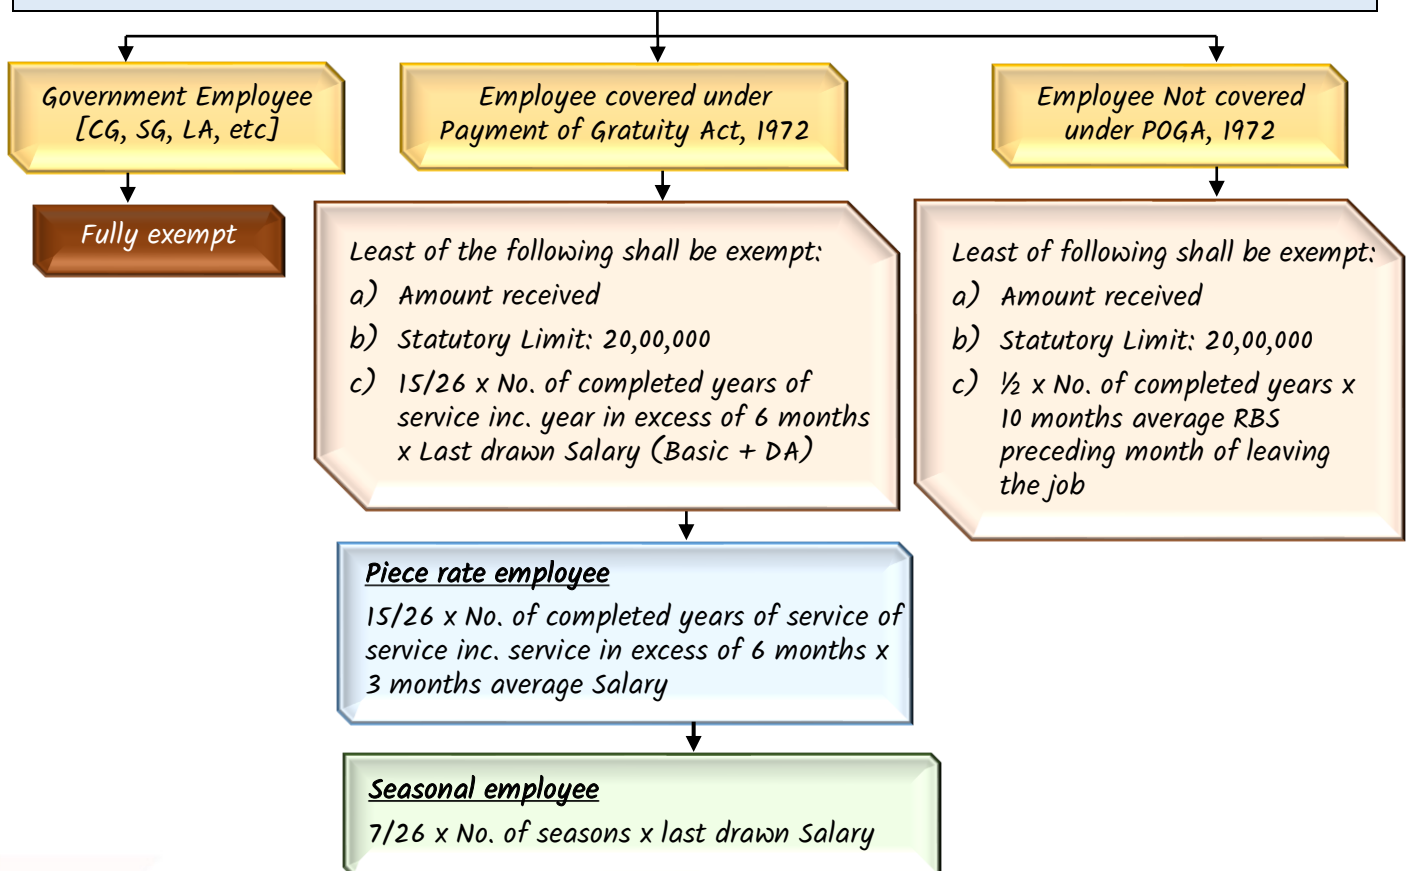 Government Employee
[CG, SG, LA, etc]
Fully exempt
Employee covered under
Payment of Gratuity Act, 1972
Least of the following shall be exempt:
a) Amount received
b) Statutory Limit: 20,00,000
c) 15/26 x No. of completed years of
service inc. year in excess of 6 months
x Last drawn Salary (Basic + DA)
Piece rate employee
15/26 x No. of completed years of service of
service inc. service in excess of 6 months x
3 months average Salary
Seasonal employee
7/26 x No. of seasons x last drawn Salary
Employee Not covered
under POGA, 1972
Least of following shall be exempt:
a) Amount received
b) Statutory Limit: 20,00,000
c) ½ x No. of completed years x
10 months average RBS
preceding month of leaving
the job